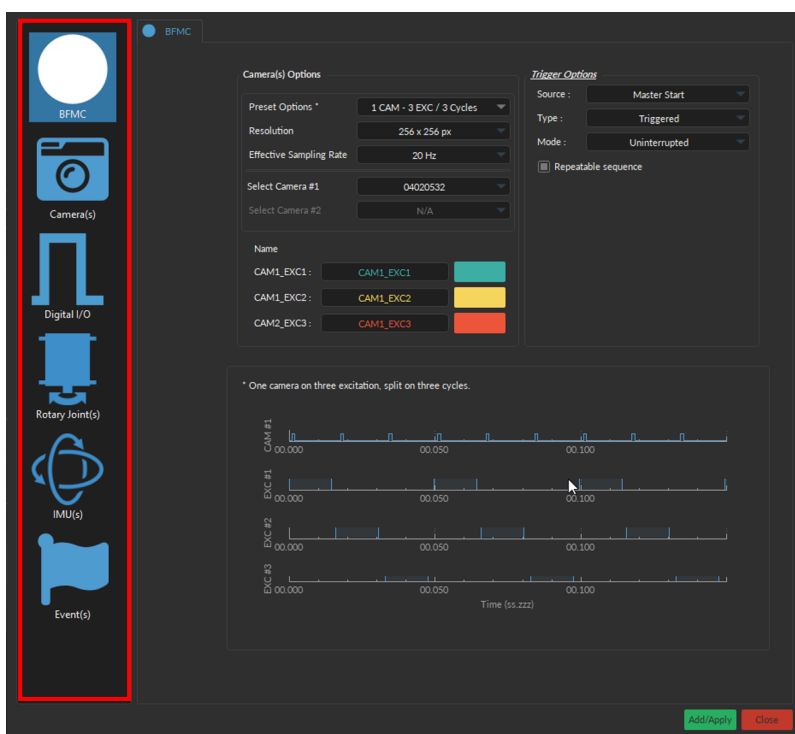 BFMC
Camera(s)
Digital I/O
Rotary Joint(s)
IMU(s)
Event(s)
BFMC
Camera(s) Options
Preset Options * 1 CAM - 3 EXC / 3 Cycles
Resolution 256 x 256 px
Effective Sampling Rate 20 Hz
Select Camera #1 04020532
Select Camera #2 N/A
Name
CAM1_EXC1 : CAM1_EXC1
CAM1_EXC2 : CAM1_EXC2
CAM2_EXC3 : CAM1_EXC3
Trigger Options
Source : Master Start
Type : Triggered
Mode : Uninterrupted
Repeatable sequence
* One camera on three excitation, split on three cycles.
CAM #1
00.000 00.050 00.100
EXC #1
00.000 00.050 00.100
EXC #2
00.000 00.050 00.100
EXC #3
00.000 00.050 00.100
Time (ss.zzz)
Add/Apply Close